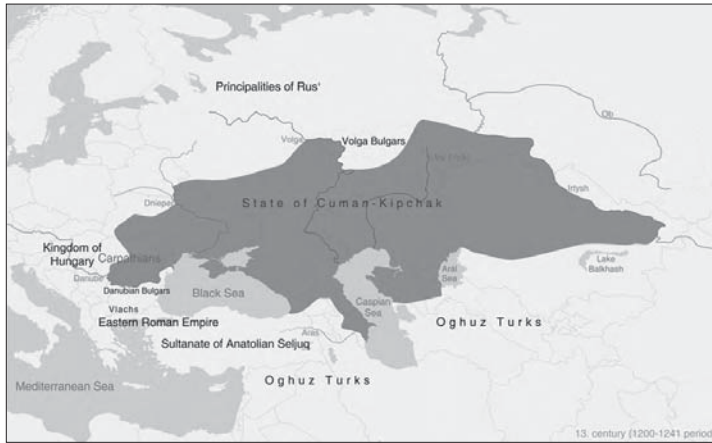 Principalities of Rus'
Ob
Volga
Volga Bulgars
Irtysh
Dnieper
State of Cuman-Kipchak
Kingdom of
Hungary
Carpathians
Danube
Danubian Bulgars
Black Sea
Caspian
Sea
Aral
Sea
Lake
Balkhash
Vlachs
Eastern Roman Empire
Oghuz Turks
Aras
Sultanate of Anatolian Seljuq
Oghuz Turks
Mediterranean Sea
13. century (1200-1241 period